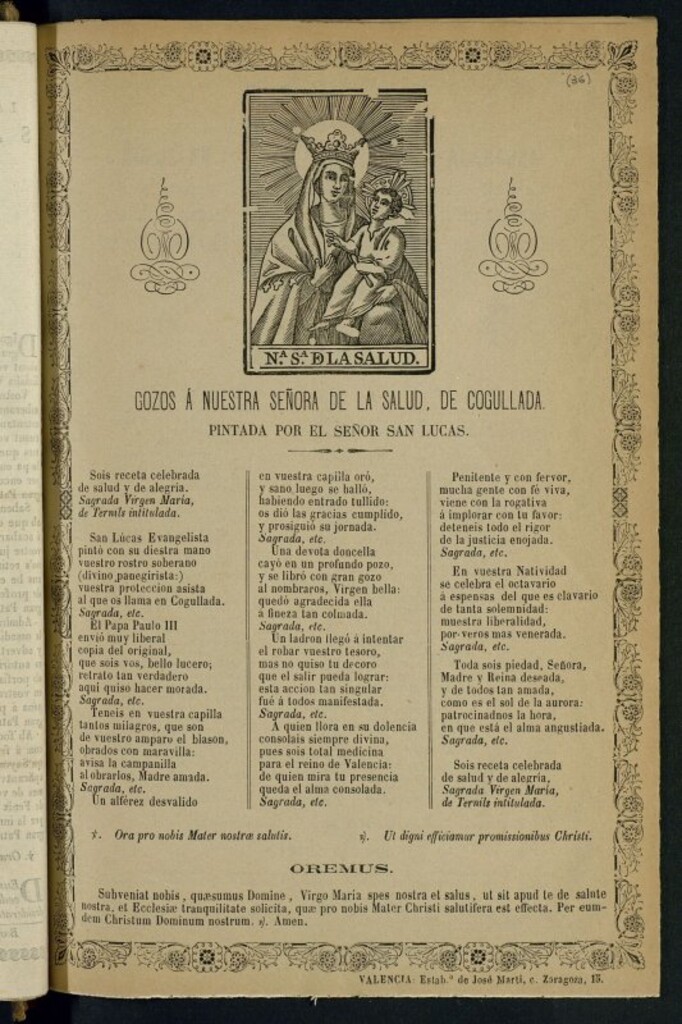 (36)
N.ª S.ª D LA SALUD.
GOZOS Á NUESTRA SEÑORA DE LA SALUD, DE COGULLADA.
PINTADA POR EL SEÑOR SAN LUCAS.
Sois receta celebrada
de salud y de alegria.
Sagrada Virgen María,
de Ternils intitulada.
San Lúcas Evangelista
pintó con su diestra mano
vuestro rostro soberano
(divino panegirista:)
vuestra proteccion asista
al que os llama en Cogullada.
Sagrada, etc.
El Papa Paulo III
envió muy liberal
copia del original,
que sois vos, bello lucero;
retrato tan verdadero
aquí quiso hacer morada.
Sagrada, etc.
Teneis en vuestra capilla
tantos milagros, que son
de vuestro amparo el blason,
obrados con maravilla:
avisa la campanilla
al obrarlos, Madre amada.
Sagrada, etc.
Un alférez desvalido
en vuestra capilla oró,
y sano luego se halló,
habiendo entrado tullido:
os dió las gracias cumplido,
y prosiguió su jornada.
Sagrada, etc.
Una devota doncella
cayó en un profundo pozo,
y se libró con gran gozo
al nombraros, Virgen bella:
quedó agradecida ella
á fineza tan colmada.
Sagrada, etc.
Un ladron llegó á intentar
el robar vuestro tesoro,
mas no quiso tu decoro
que el salir pueda lograr:
esta accion tan singular
fué á todos manifestada.
Sagrada, etc.
A quien llora en su dolencia
consolais siempre divina,
pues sois total medicina
para el reino de Valencia:
de quien mira tu presencia
queda el alma consolada.
Sagrada, etc.
Penitente y con fervor,
mucha gente con fé viva,
viene con la rogativa
á implorar con tu favor:
deteneis todo el rigor
de la justicia enojada.
Sagrada, etc.
En vuestra Natividad
se celebra el octavario
á espensas del que es clavario
de tanta solemnidad:
muestra liberalidad,
por veros mas venerada.
Sagrada, etc.
Toda sois piedad, Señora,
Madre y Reina deseada,
y de todos tan amada,
como es el sol de la aurora:
patrocinadnos la hora,
en que está el alma angustiada.
Sagrada, etc.
Sois receta celebrada
de salud y de alegria,
Sagrada Virgen María,
de Ternils intitulada.
℣. Ora pro nobis Mater nostræ salutis. ℟. Ut digni efficiamur promissionibus Christi.
OREMUS.
Subveniat nobis, quæsumus Domine, Virgo Maria spes nostra et salus, ut sit apud te de salute
nostra, et Ecclesiæ tranquilitate solicita, quæ pro nobis Mater Christi salutifera est effecta. Per eum-
dem Christum Dominum nostrum. ℟. Amen.
VALENCIA: Estab.º de José Martí, c. Zaragoza, 15.